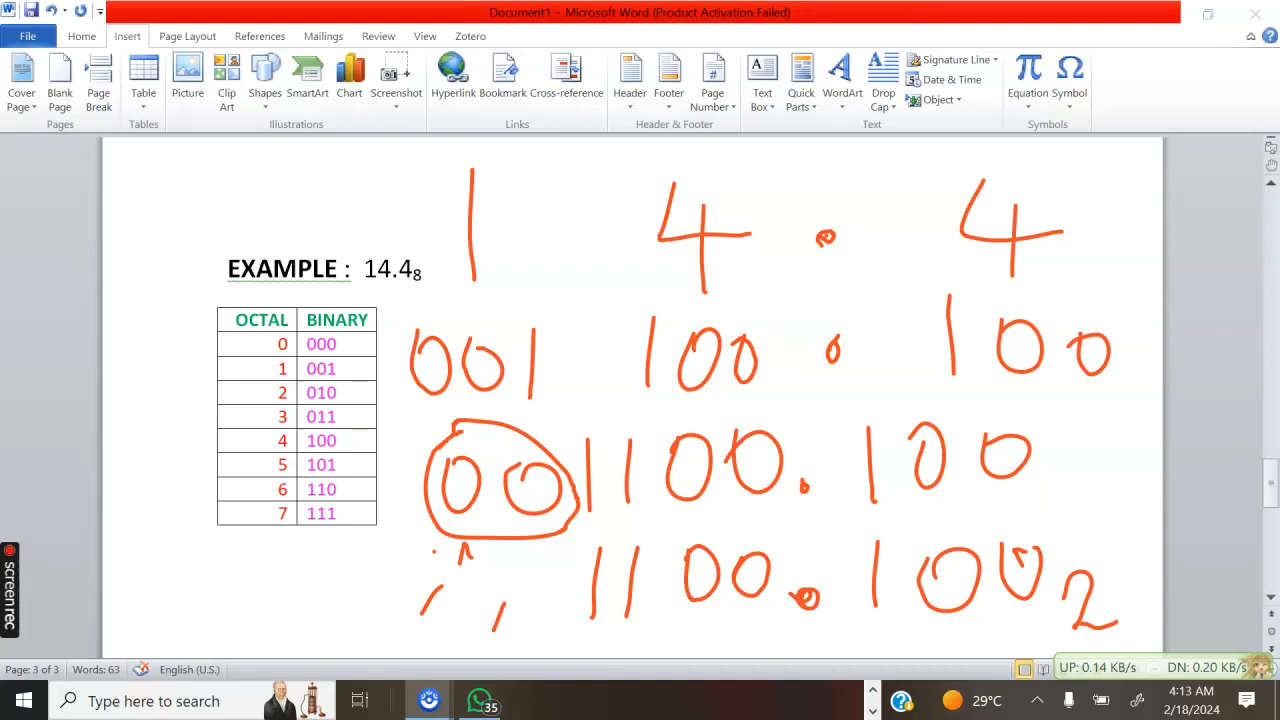 Document1 - Microsoft Word (Product Activation Failed)
File Home Insert Page Layout References Mailings Review View Zotero
Cover Page Blank Page Page Break Table Picture Clip Art Shapes SmartArt Chart Screenshot Hyperlink Bookmark Cross-reference Header Footer Page Number Text Box Quick Parts WordArt Drop Cap Signature Line Date & Time Object Equation Symbol
Pages Tables Illustrations Links Header & Footer Text Symbols
1 4 . 4
EXAMPLE : 14.4₈
OCTAL BINARY
0 000
1 001
2 010
3 011
4 100
5 101
6 110
7 111
001 100 . 100
00 1100.100
1100.100₂
screen rec
Page: 3 of 3 Words: 63 English (U.S.)
UP: 0.14 KB/s DN: 0.20 KB/s
Type here to search
35
29°C
4:13 AM
2/18/2024